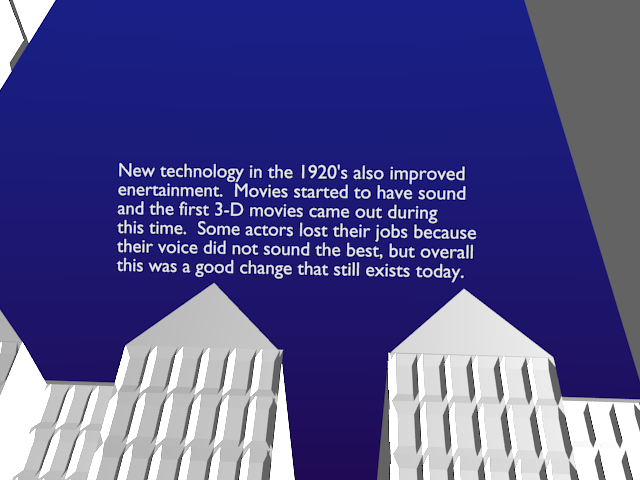 New technology in the 1920's also improved
enertainment.  Movies started to have sound
and the first 3-D movies came out during
this time.  Some actors lost their jobs because
their voice did not sound the best, but overall
this was a good change that still exists today.